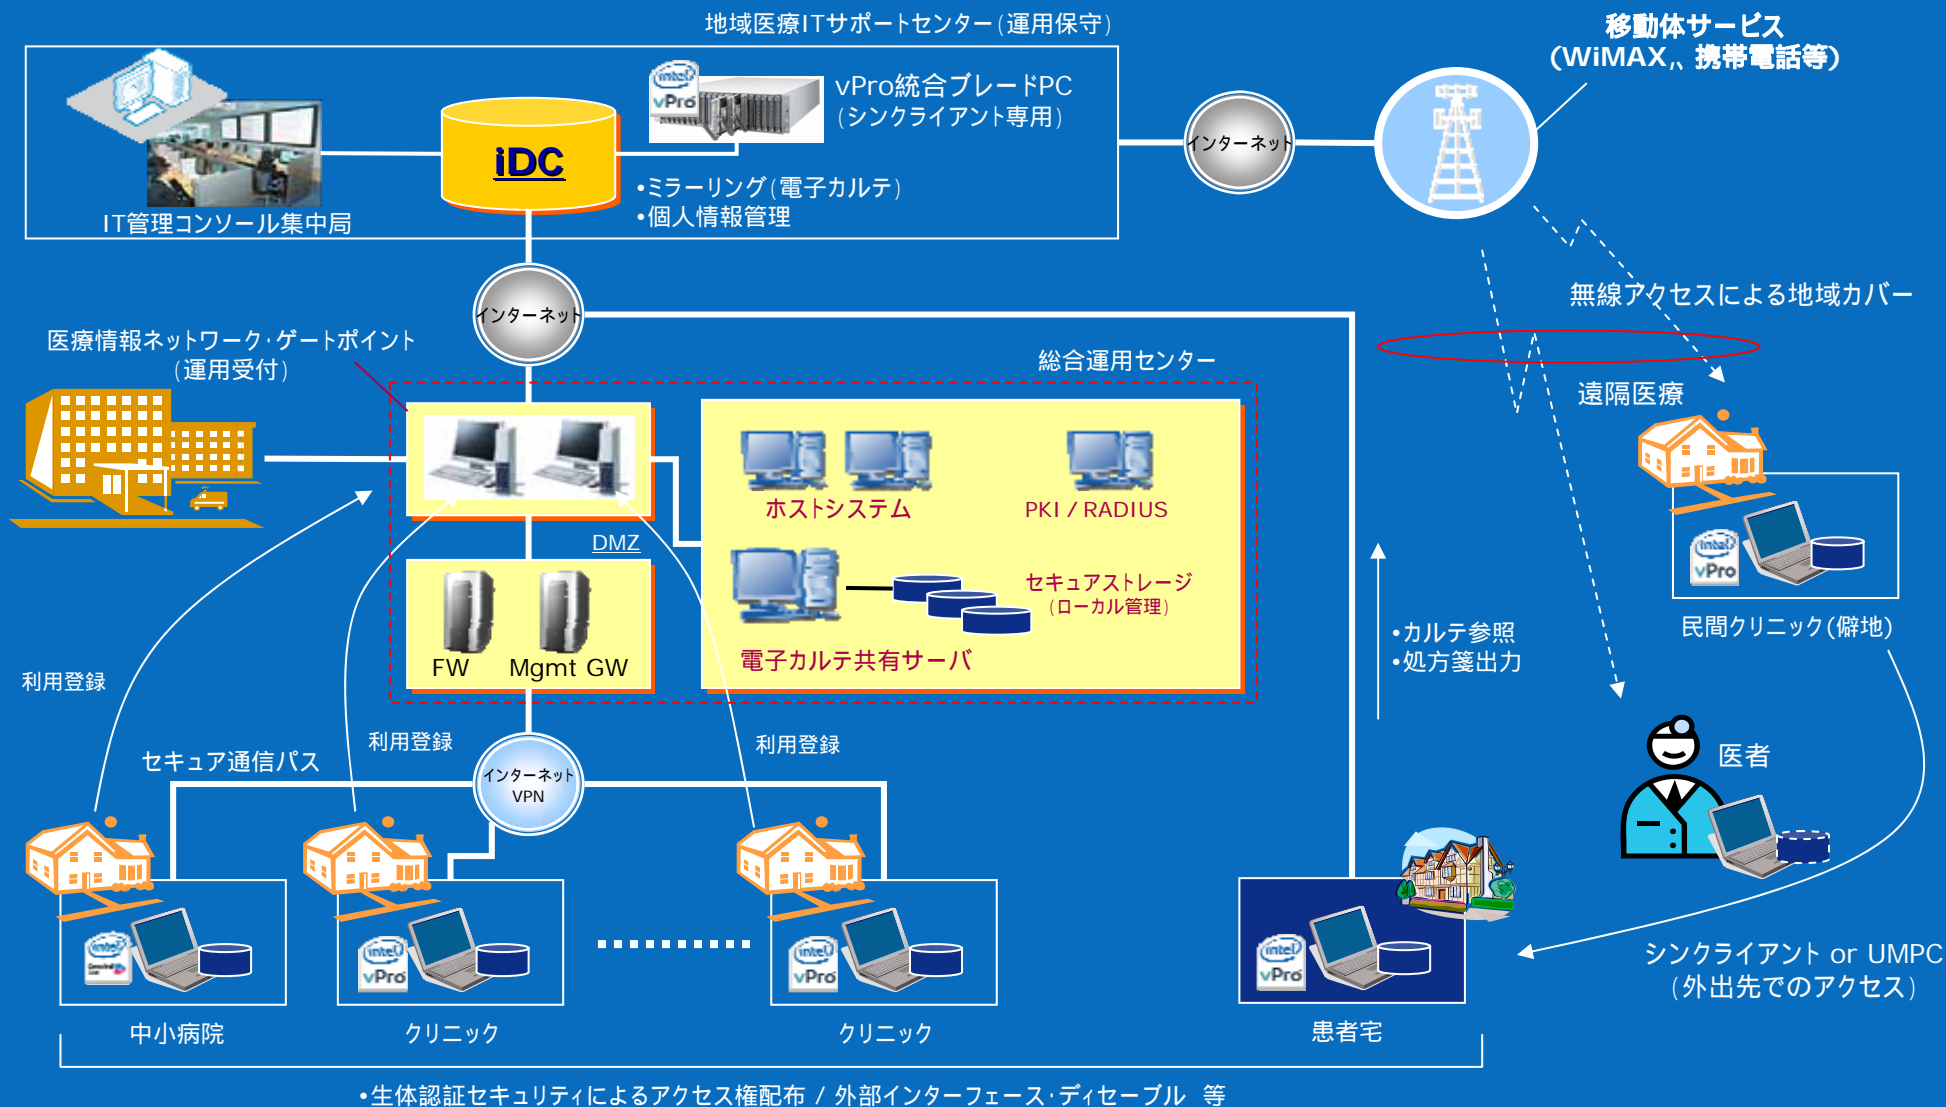 地域医療ITサポートセンター(運用保守)
移動体サービス
(WiMAX,、携帯電話等)
intel
vPro
vPro統合ブレードPC
(シンクライアント専用)
iDC
インターネット
•ミラーリング(電子カルテ)
•個人情報管理
IT管理コンソール集中局
インターネット
無線アクセスによる地域カバー
医療情報ネットワーク・ゲートポイント
(運用受付)
総合運用センター
遠隔医療
ホストシステム
PKI / RADIUS
DMZ
intel
vPro
セキュアストレージ
(ローカル管理)
民間クリニック(僻地)
•カルテ参照
•処方箋出力
FW
Mgmt GW
電子カルテ共有サーバ
利用登録
利用登録
利用登録
セキュア通信パス
インターネット
VPN
医者
intel
intel
vPro
intel
vPro
intel
vPro
シンクライアント or UMPC
(外出先でのアクセス)
中小病院
クリニック
クリニック
患者宅
•生体認証セキュリティによるアクセス権配布 / 外部インターフェース・ディセーブル 等